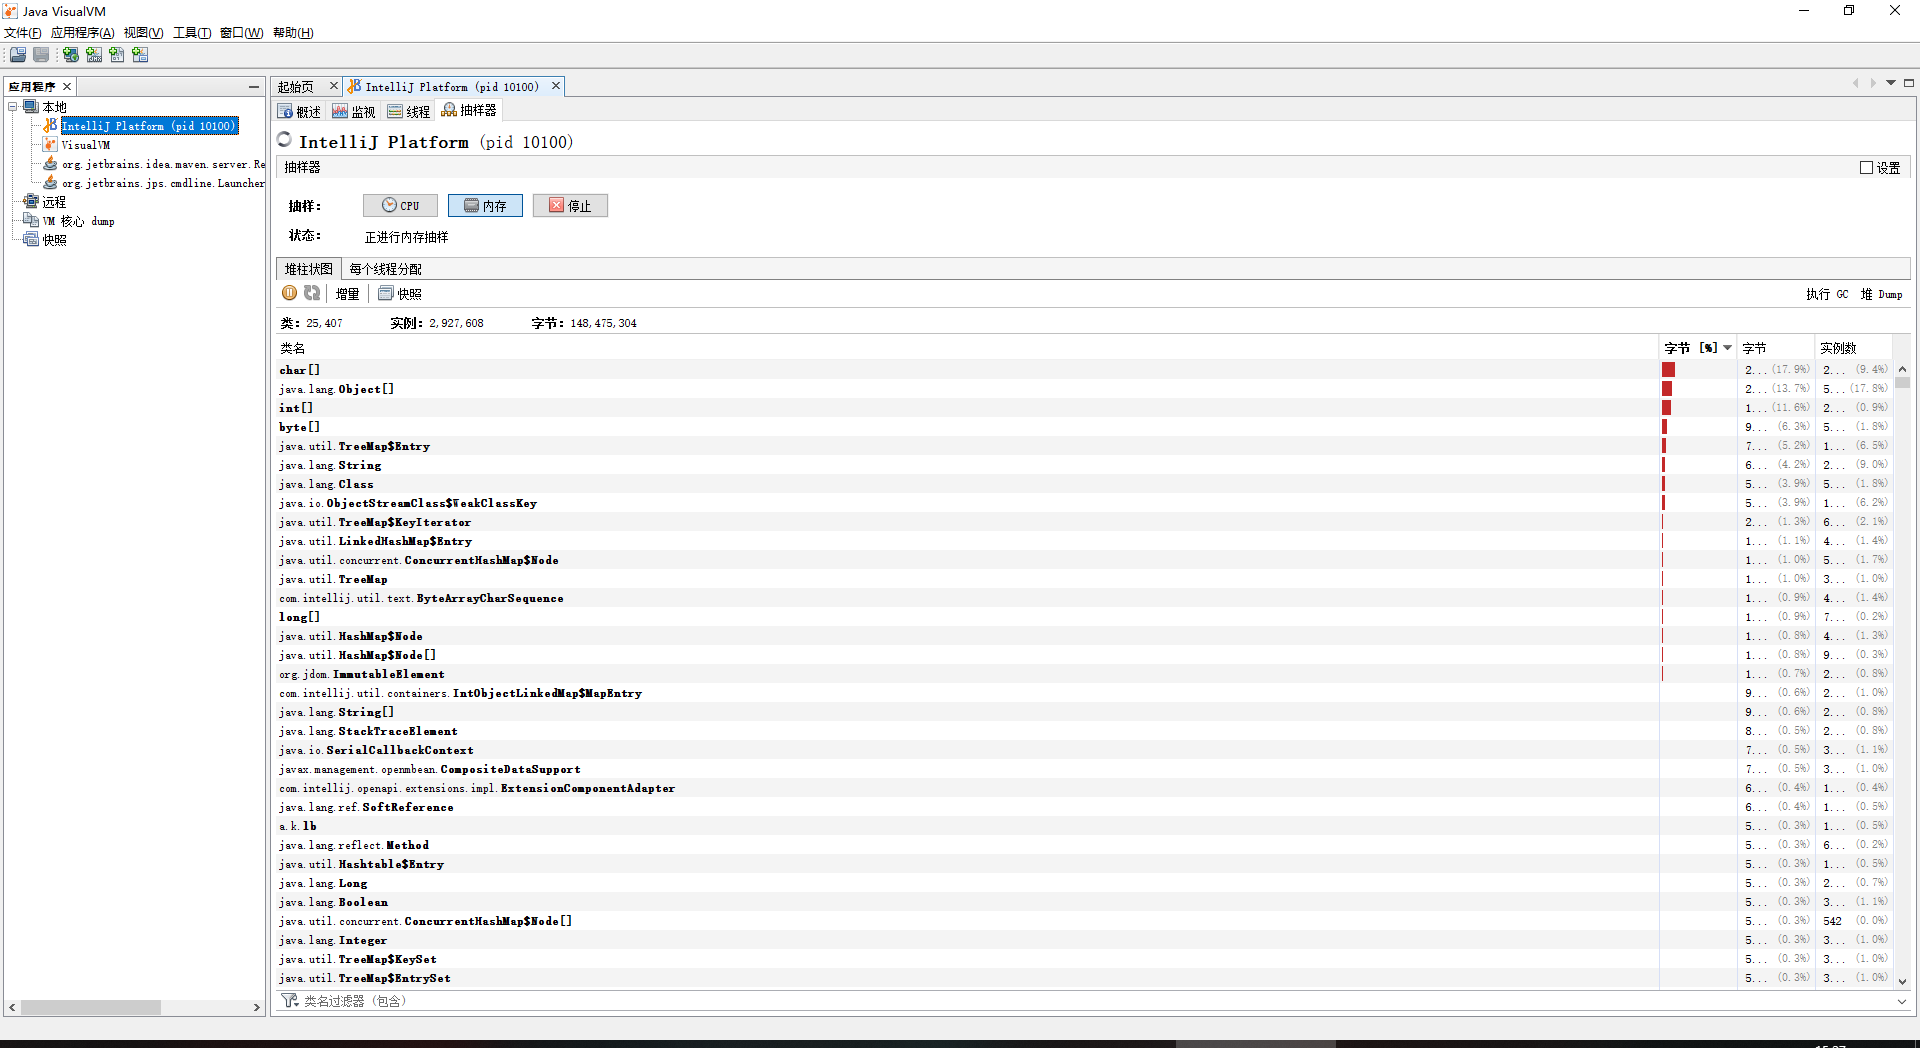 Java VisualVM
文件(F) 应用程序(A) 视图(V) 工具(T) 窗口(W) 帮助(H)
应用程序
本地
IntelliJ Platform (pid 10100)
VisualVM
org.jetbrains.idea.maven.server.Re
org.jetbrains.jps.cmdline.Launcher
远程
VM 核心 dump
快照
起始页 IntelliJ Platform (pid 10100)
概述 监视 线程 抽样器
IntelliJ Platform (pid 10100)
抽样器 设置
抽样: CPU 内存 停止
状态: 正进行内存抽样
堆柱状图 每个线程分配
增量 快照 执行 GC 堆 Dump
类: 25,407 实例: 2,927,608 字节: 148,475,304
类名 字节 [%] 字节 实例数
char[] 2... (17.9%) 2... (9.4%)
java.lang.Object[] 2... (13.7%) 5... (17.8%)
int[] 1... (11.6%) 2... (0.9%)
byte[] 9... (6.3%) 5... (1.8%)
java.util.TreeMap$Entry 7... (5.2%) 1... (6.5%)
java.lang.String 6... (4.2%) 2... (9.0%)
java.lang.Class 5... (3.9%) 5... (1.8%)
java.io.ObjectStreamClass$WeakClassKey 5... (3.9%) 1... (6.2%)
java.util.TreeMap$KeyIterator 2... (1.3%) 6... (2.1%)
java.util.LinkedHashMap$Entry 1... (1.1%) 4... (1.4%)
java.util.concurrent.ConcurrentHashMap$Node 1... (1.0%) 5... (1.7%)
java.util.TreeMap 1... (1.0%) 3... (1.0%)
com.intellij.util.text.ByteArrayCharSequence 1... (0.9%) 4... (1.4%)
long[] 1... (0.9%) 7... (0.2%)
java.util.HashMap$Node 1... (0.8%) 4... (1.3%)
java.util.HashMap$Node[] 1... (0.8%) 9... (0.3%)
org.jdom.ImmutableElement 1... (0.7%) 2... (0.8%)
com.intellij.util.containers.IntObjectLinkedMap$MapEntry 9... (0.6%) 2... (1.0%)
java.lang.String[] 9... (0.6%) 2... (0.8%)
java.lang.StackTraceElement 8... (0.5%) 2... (0.8%)
java.io.SerialCallbackContext 7... (0.5%) 3... (1.1%)
javax.management.openmbean.CompositeDataSupport 7... (0.5%) 3... (1.0%)
com.intellij.openapi.extensions.impl.ExtensionComponentAdapter 6... (0.4%) 1... (0.4%)
java.lang.ref.SoftReference 6... (0.4%) 1... (0.5%)
a.k.lb 5... (0.3%) 1... (0.5%)
java.lang.reflect.Method 5... (0.3%) 6... (0.2%)
java.util.Hashtable$Entry 5... (0.3%) 1... (0.5%)
java.lang.Long 5... (0.3%) 2... (0.7%)
java.lang.Boolean 5... (0.3%) 3... (1.1%)
java.util.concurrent.ConcurrentHashMap$Node[] 5... (0.3%) 542 (0.0%)
java.lang.Integer 5... (0.3%) 3... (1.0%)
java.util.TreeMap$KeySet 5... (0.3%) 3... (1.0%)
java.util.TreeMap$EntrySet 5... (0.3%) 3... (1.0%)
类名过滤器 (包含)